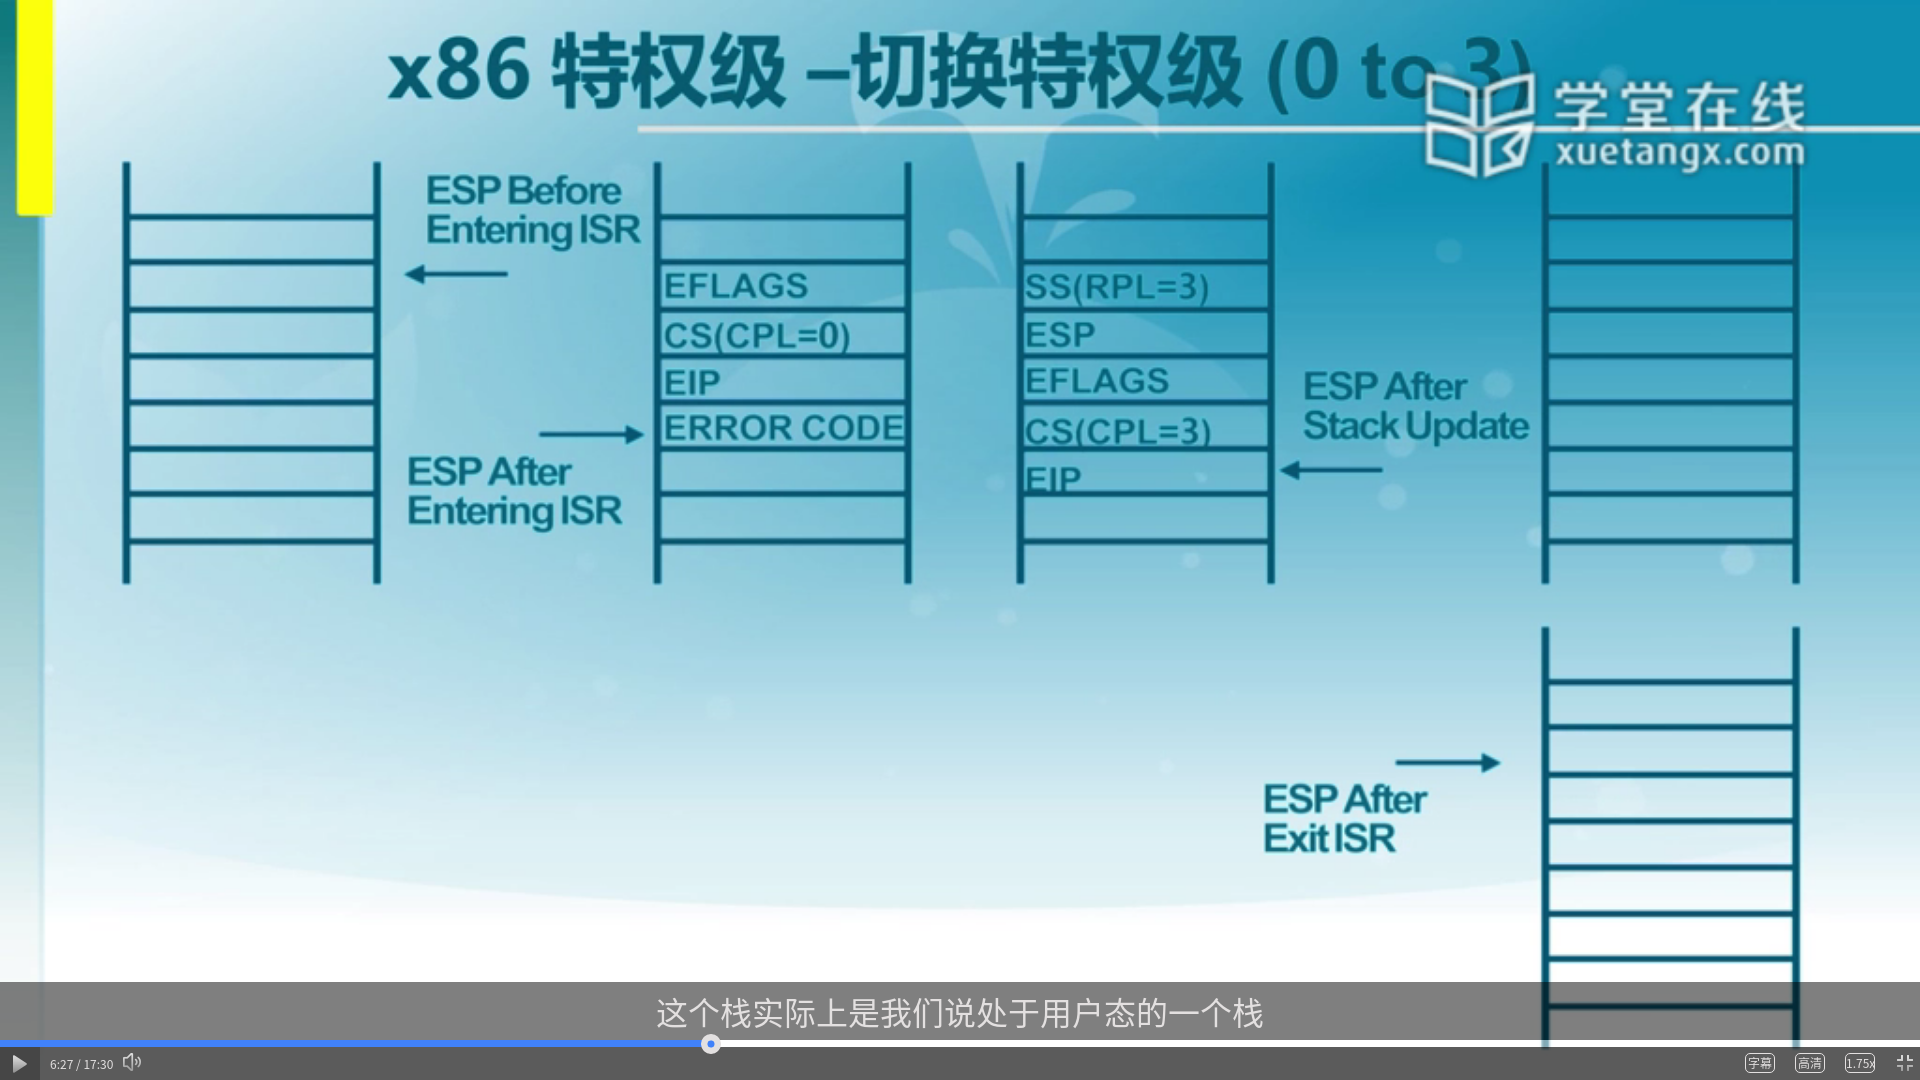 x86 特权级 –切换特权级 (0 to 3)
学堂在线
xuetangx.com
ESP Before
Entering ISR
ESP After
Entering ISR
EFLAGS
CS(CPL=0)
EIP
ERROR CODE
SS(RPL=3)
ESP
EFLAGS
CS(CPL=3)
EIP
ESP After
Stack Update
ESP After
Exit ISR
这个栈实际上是我们说处于用户态的一个栈
6:27 / 17:30
字幕
高清
1.75x